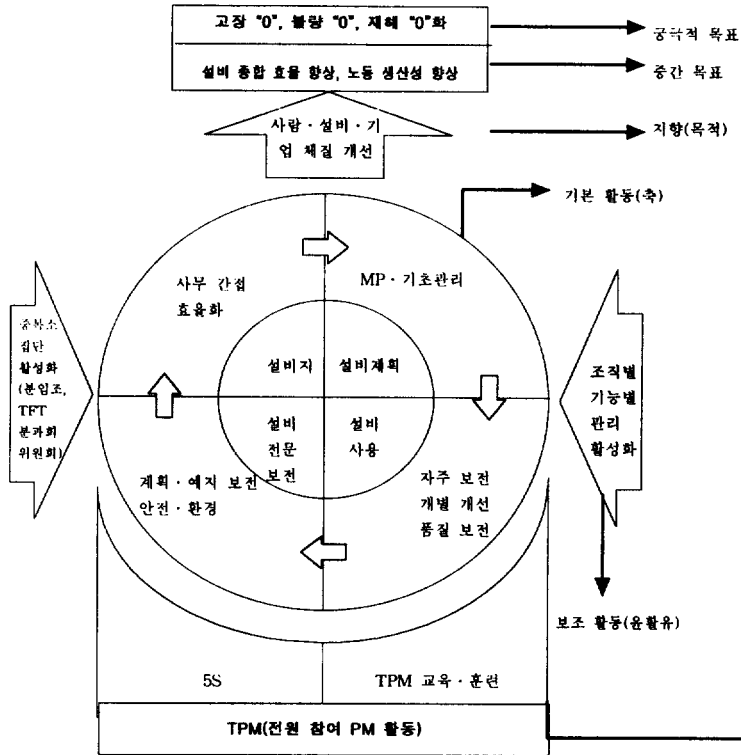 고장 "0", 불량 "0", 재해 "0"화
궁극적 목표
설비 종합 효율 향상, 노동 생산성 향상
중간 목표
사람·설비·기
업 체질 개선
지향(목적)
기본 활동(축)
사무 간접
효율화
MP·기초관리
중복소
집단
활성화
(분임조,
TFT
분과회
위원회)
설비지
설비계획
조직별
기능별
관리
활성화
설비
전문
보전
설비
사용
계획·예지 보전
안전·환경
자주 보전
개별 개선
품질 보전
보조 활동(윤활유)
5S
TPM 교육·훈련
TPM(전원 참여 PM 활동)